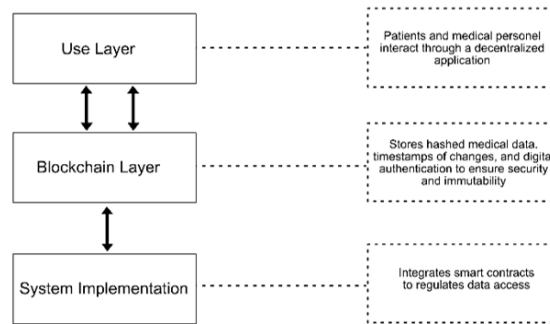 Use Layer
Patients and medical personel
interact through a decentralized
application
Blockchain Layer
Stores hashed medical data.
timestamps of changes, and digita
authentication to ensure security
and immutability
System Implementation
Integrates smart contracts
to regulates data access